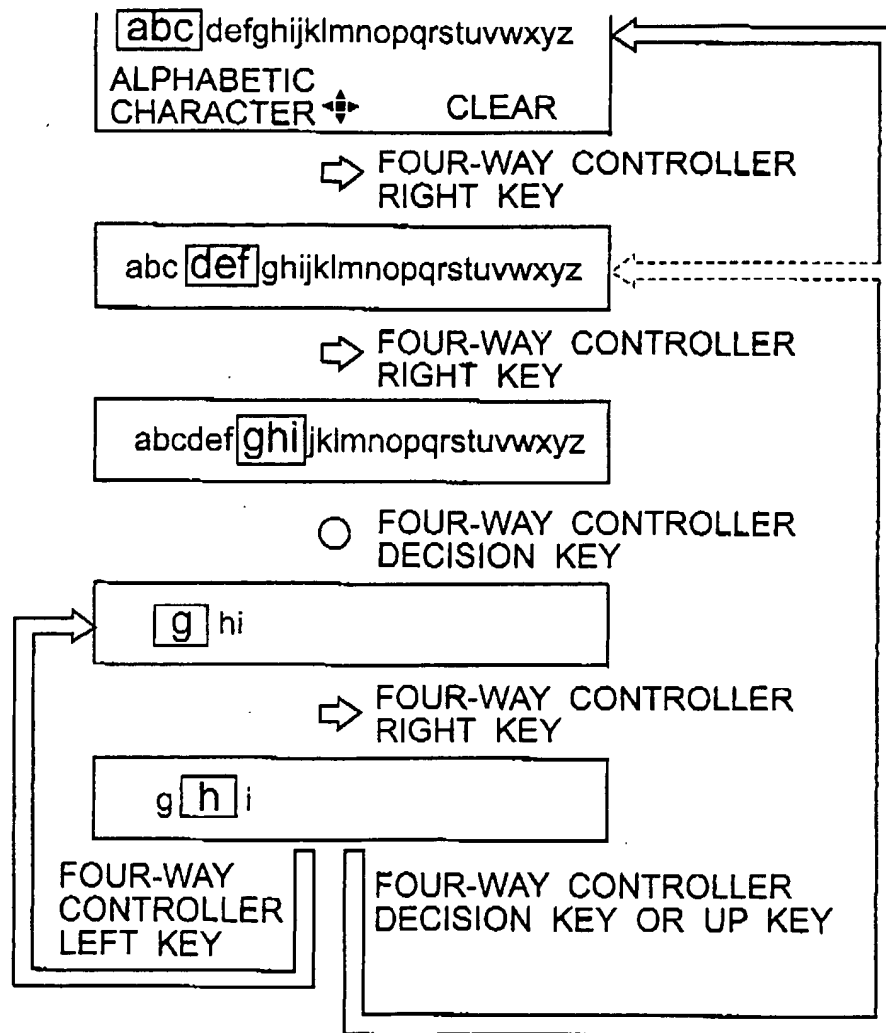 abc defghijklmnopqrstuvwxyz
ALPHABETIC
CHARACTER CLEAR
FOUR-WAY CONTROLLER
RIGHT KEY
abc def ghijklmnopqrstuvwxyz
FOUR-WAY CONTROLLER
RIGHT KEY
abcdef ghi jklmnopqrstuvwxyz
FOUR-WAY CONTROLLER
DECISION KEY
g hi
FOUR-WAY CONTROLLER
RIGHT KEY
g h i
FOUR-WAY
CONTROLLER
LEFT KEY
FOUR-WAY CONTROLLER
DECISION KEY OR UP KEY